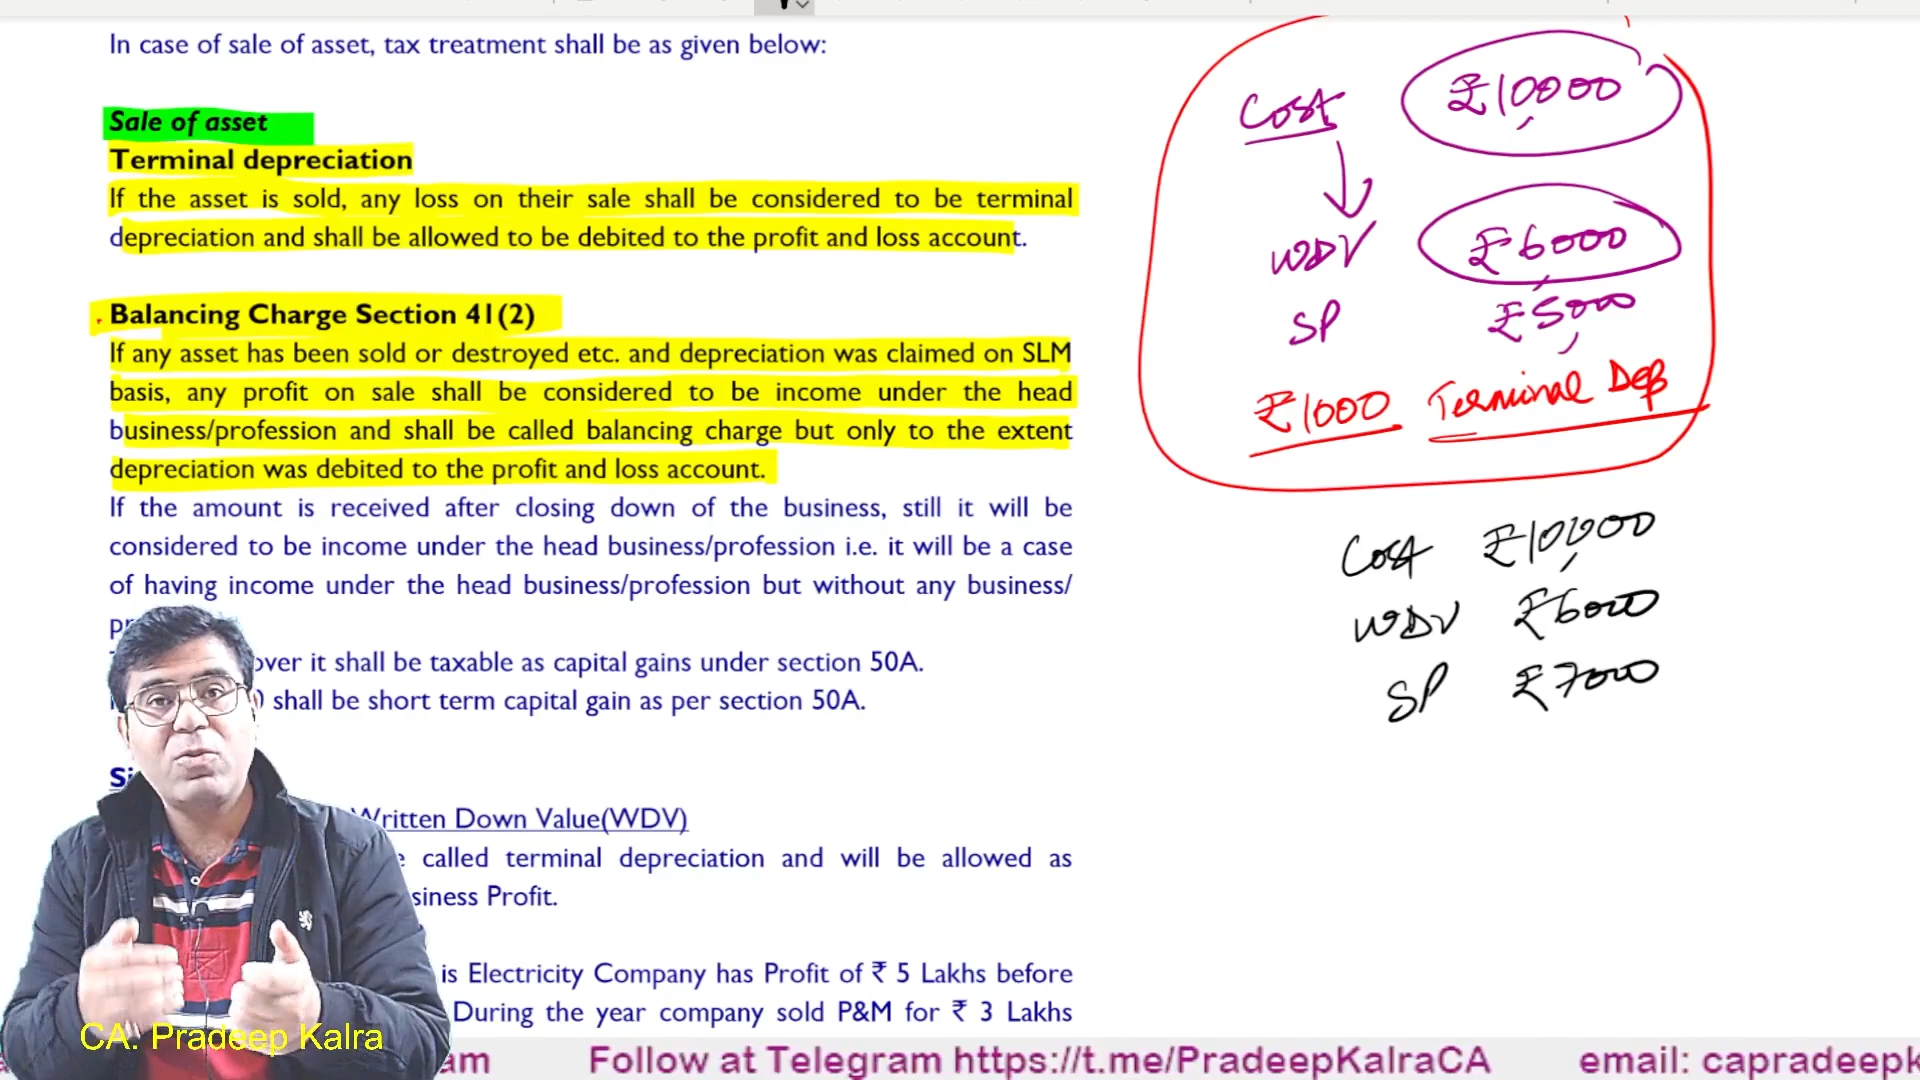 In case of sale of asset, tax treatment shall be as given below:
Sale of asset
Terminal depreciation
If the asset is sold, any loss on their sale shall be considered to be terminal
depreciation and shall be allowed to be debited to the profit and loss account.
Balancing Charge Section 41(2)
If any asset has been sold or destroyed etc. and depreciation was claimed on SLM
basis, any profit on sale shall be considered to be income under the head
business/profession and shall be called balancing charge but only to the extent
depreciation was debited to the profit and loss account.
If the amount is received after closing down of the business, still it will be
considered to be income under the head business/profession i.e. it will be a case
of having income under the head business/profession but without any business/
over it shall be taxable as capital gains under section 50A.
shall be short term capital gain as per section 50A.
Written Down Value(WDV)
called terminal depreciation and will be allowed as
Profit.
is Electricity Company has Profit of ₹ 5 Lakhs before
During the year company sold P&M for ₹ 3 Lakhs
Cost ₹10,000
WDV ₹6,000
SP ₹5,000
₹1000 Terminal Dep
Cost ₹10,000
WDV ₹6000
SP ₹7000
CA. Pradeep Kalra
Follow at Telegram https://t.me/PradeepKalraCA email: capradeepk